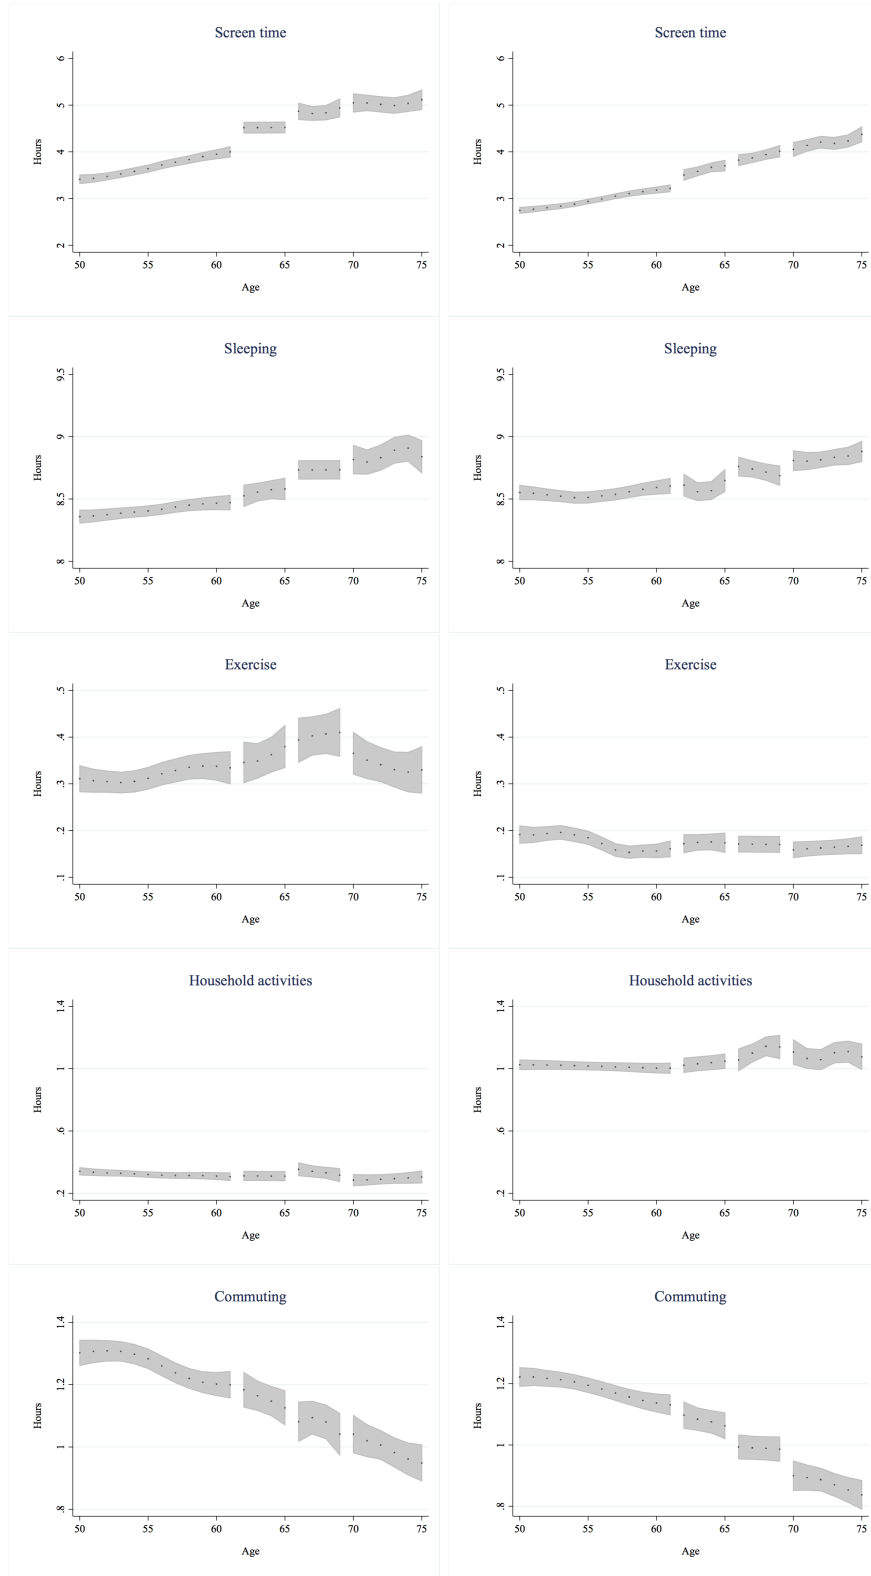 Screen time
6
5
4
3
2
Hours
50 55 60 65 70 75
Age
Screen time
6
5
4
3
2
Hours
50 55 60 65 70 75
Age
Sleeping
9.5
9
8.5
8
Hours
50 55 60 65 70 75
Age
Sleeping
9.5
9
8.5
8
Hours
50 55 60 65 70 75
Age
Exercise
.5
.4
.3
.2
.1
Hours
50 55 60 65 70 75
Age
Exercise
.5
.4
.3
.2
.1
Hours
50 55 60 65 70 75
Age
Household activities
1.4
1
.6
.2
Hours
50 55 60 65 70 75
Age
Household activities
1.4
1
.6
.2
Hours
50 55 60 65 70 75
Age
Commuting
1.4
1.2
1
.8
Hours
50 55 60 65 70 75
Age
Commuting
1.4
1.2
1
.8
Hours
50 55 60 65 70 75
Age